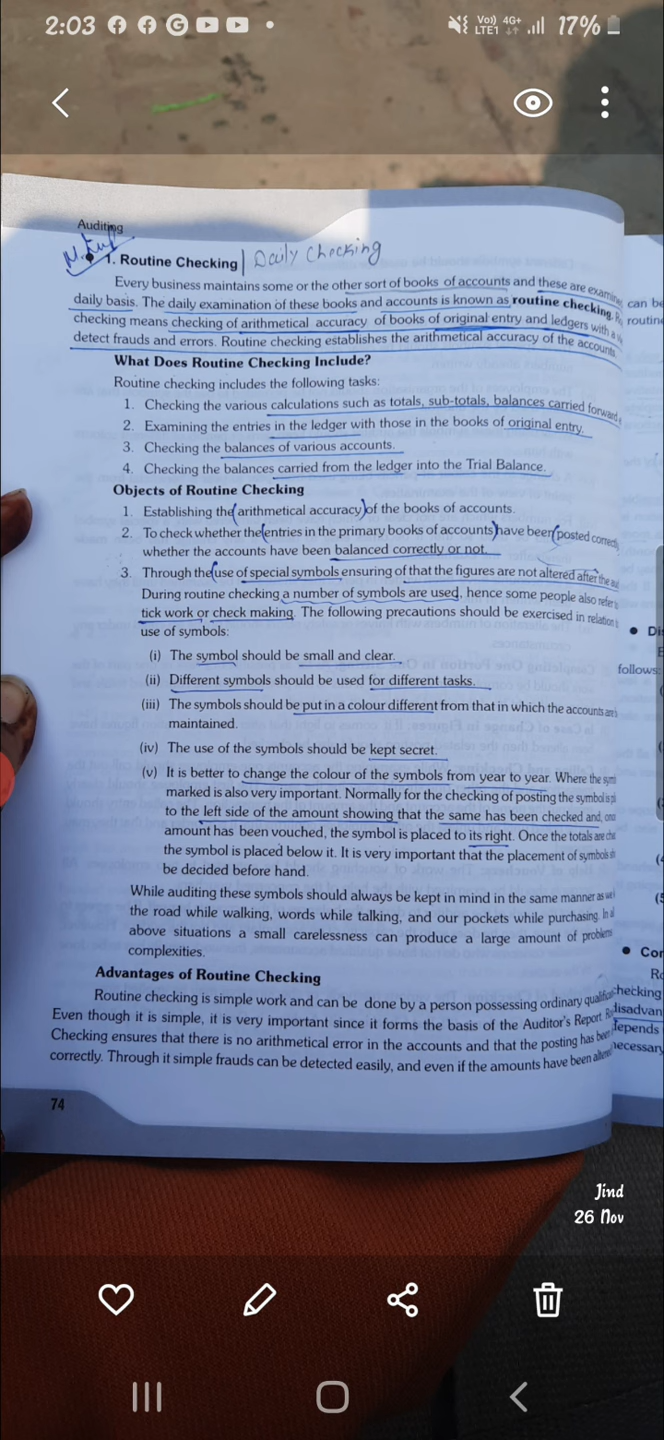 2:03
Vo)) 4G+
LTE1
17%
Auditing
1. Routine Checking | Daily Checking
Every business maintains some or the other sort of books of accounts and these are
can be
daily basis. The daily examination of these books and accounts is known as routine checking.
routine
checking means checking of arithmetical accuracy of books of original entry and ledgers with a
detect frauds and errors. Routine checking establishes the arithmetical accuracy of the
What Does Routine Checking Include?
Routine checking includes the following tasks:
1. Checking the various calculations such as totals, sub-totals, balances carried forward
2. Examining the entries in the ledger with those in the books of original entry.
3. Checking the balances of various accounts.
4. Checking the balances carried from the ledger into the Trial Balance.
Objects of Routine Checking
1. Establishing the (arithmetical accuracy) of the books of accounts.
2. To check whether the (entries in the primary books of accounts) have been (posted
whether the accounts have been balanced correctly or not.
3. Through the (use of special symbols ensuring of that the figures are not altered after the
During routine checking a number of symbols are used, hence some people also
tick work or check making. The following precautions should be exercised in relation
use of symbols:
(i) The symbol should be small and clear.
follows:
(ii) Different symbols should be used for different tasks.
(iii) The symbols should be put in a colour different from that in which the accounts are
maintained.
(iv) The use of the symbols should be kept secret.
(v) It is better to change the colour of the symbols from year to year. Where the
marked is also very important. Normally for the checking of posting the symbol is
to the left side of the amount showing that the same has been checked and,
amount has been vouched, the symbol is placed to its right. Once the totals are
the symbol is placed below it. It is very important that the placement of symbols
(4
be decided before hand.
While auditing these symbols should always be kept in mind in the same manner as
(5
the road while walking, words while talking, and our pockets while purchasing. In
above situations a small carelessness can produce a large amount of
complexities.
Advantages of Routine Checking
Routine checking is simple work and can be done by a person possessing ordinary
Even though it is simple, it is very important since it forms the basis of the Auditor's Report.
Checking ensures that there is no arithmetical error in the accounts and that the posting has
correctly. Through it simple frauds can be detected easily, and even if the amounts have been
74
Jind
26 Nov